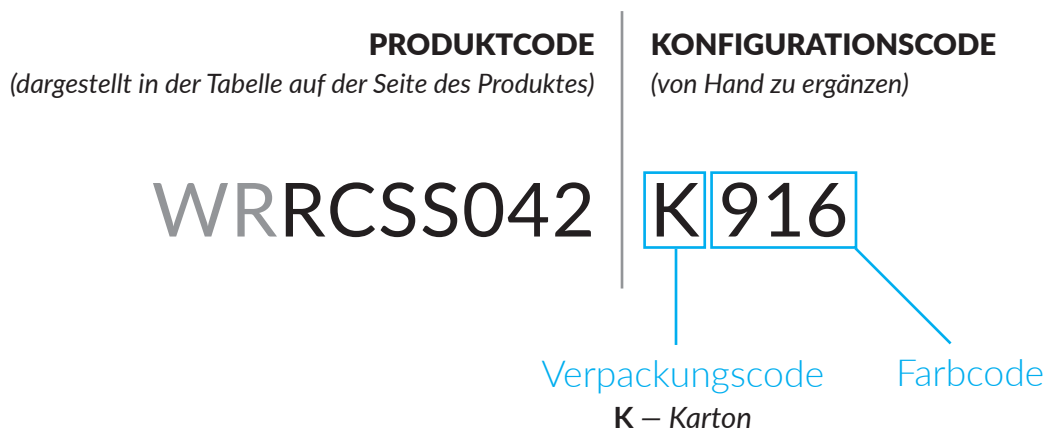 PRODUKTCODE
(dargestellt in der Tabelle auf der Seite des Produktes)
KONFIGURATIONSCODE
(von Hand zu ergänzen)
WRRCSS042 K 916
Verpackungscode
K — Karton
Farbcode